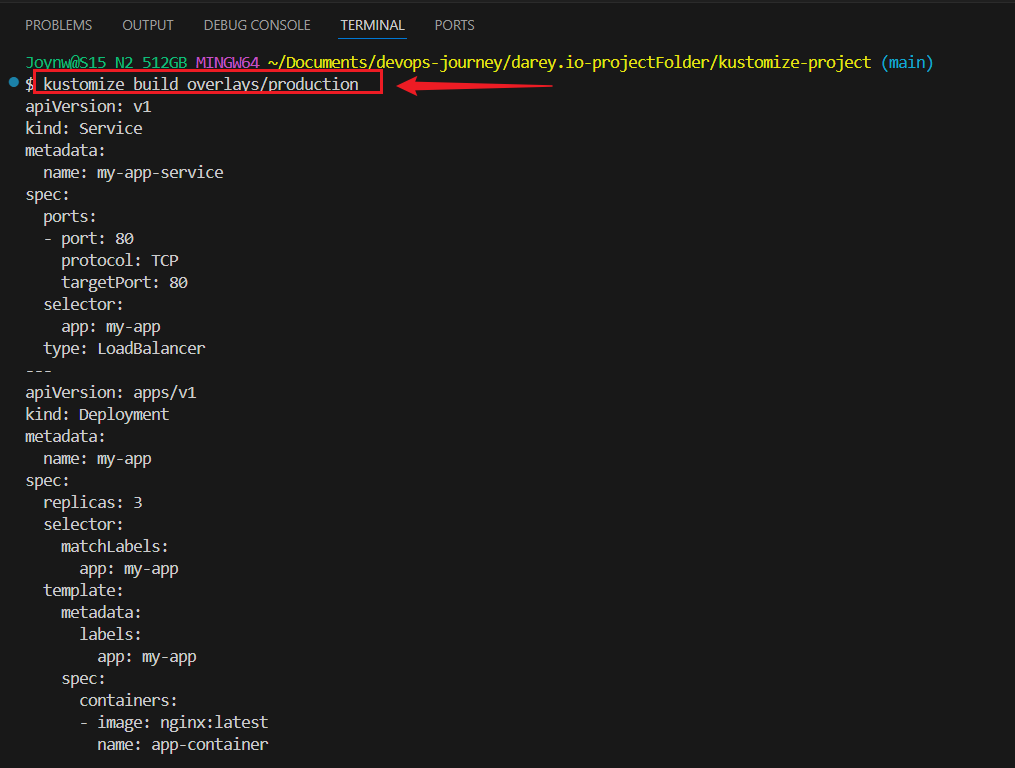 PROBLEMS OUTPUT DEBUG CONSOLE TERMINAL PORTS
Joynw@S15_N2_512GB MINGW64 ~/Documents/devops-journey/darey.io-projectFolder/kustomize-project (main)
$ kustomize build overlays/production
apiVersion: v1
kind: Service
metadata:
  name: my-app-service
spec:
  ports:
  - port: 80
    protocol: TCP
    targetPort: 80
  selector:
    app: my-app
  type: LoadBalancer
---
apiVersion: apps/v1
kind: Deployment
metadata:
  name: my-app
spec:
  replicas: 3
  selector:
    matchLabels:
      app: my-app
  template:
    metadata:
      labels:
        app: my-app
    spec:
      containers:
      - image: nginx:latest
        name: app-container